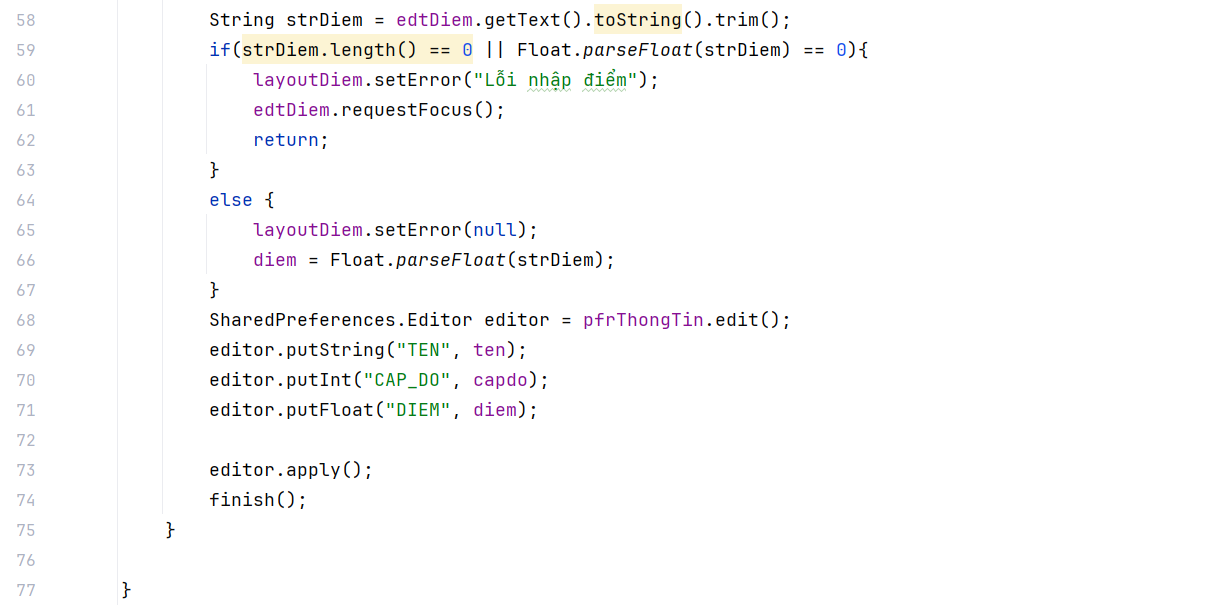 58 String strDiem = edtDiem.getText().toString().trim();
59 if(strDiem.length() == 0 || Float.parseFloat(strDiem) == 0){
60 layoutDiem.setError("Lỗi nhập điểm");
61 edtDiem.requestFocus();
62 return;
63 }
64 else {
65 layoutDiem.setError(null);
66 diem = Float.parseFloat(strDiem);
67 }
68 SharedPreferences.Editor editor = pfrThongTin.edit();
69 editor.putString("TEN", ten);
70 editor.putInt("CAP_DO", capdo);
71 editor.putFloat("DIEM", diem);
72
73 editor.apply();
74 finish();
75 }
76
77 }